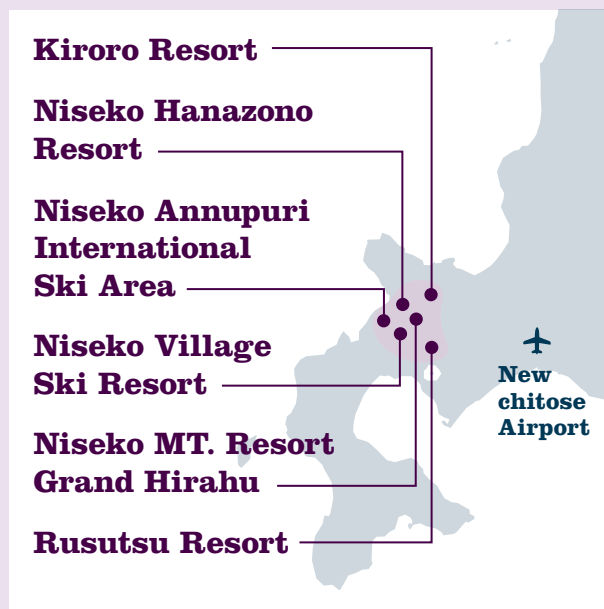 Kiroro Resort
Niseko Hanazono
Resort
Niseko Annupuri
International
Ski Area
Niseko Village
Ski Resort
Niseko MT. Resort
Grand Hirahu
Rusutsu Resort
New
chitose
Airport